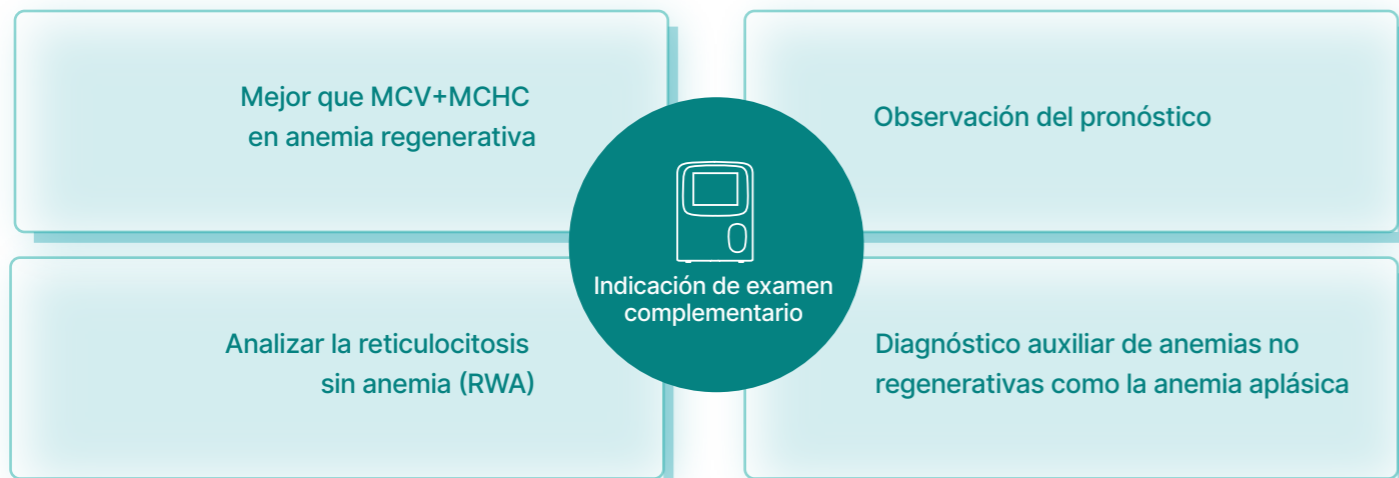 Mejor que MCV+MCHC
en anemia regenerativa
Observación del pronóstico
Indicación de examen
complementario
Analizar la reticulocitosis
sin anemia (RWA)
Diagnóstico auxiliar de anemias no
regenerativas como la anemia aplásica